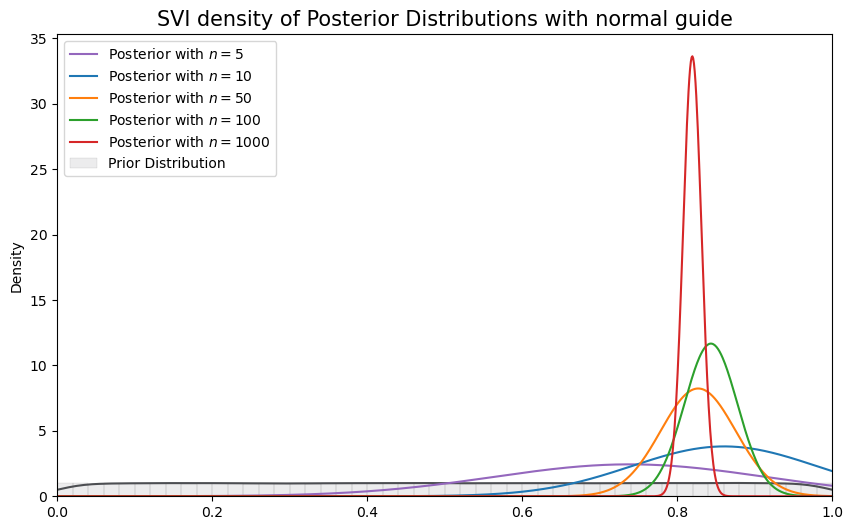 SVI density of Posterior Distributions with normal guide
35
30
25
20
15
10
5
0
Density
Posterior with n = 5
Posterior with n = 10
Posterior with n = 50
Posterior with n = 100
Posterior with n = 1000
Prior Distribution
0.0 0.2 0.4 0.6 0.8 1.0